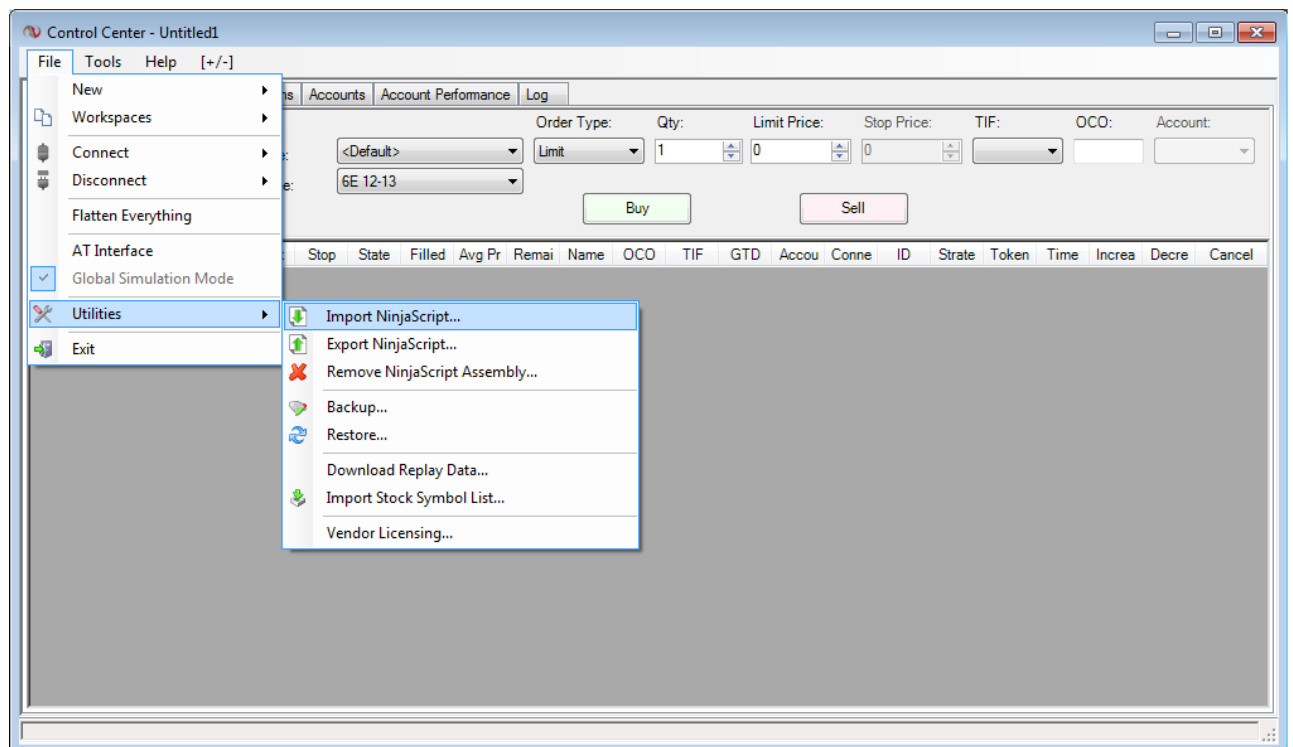 Control Center - Untitled1
File Tools Help [+/-]
New
ns Accounts Account Performance Log
Workspaces
Order Type: Qty: Limit Price: Stop Price: TIF: OCO: Account:
Connect
e: <Default> Limit 1 0 0
Disconnect
e: 6E 12-13
Flatten Everything
Buy Sell
AT Interface
Stop State Filled Avg Pr Remai Name OCO TIF GTD Accou Conne ID Strate Token Time Increa Decre Cancel
Global Simulation Mode
Utilities
Import NinjaScript...
Export NinjaScript...
Exit
Remove NinjaScript Assembly...
Backup...
Restore...
Download Replay Data...
Import Stock Symbol List...
Vendor Licensing...